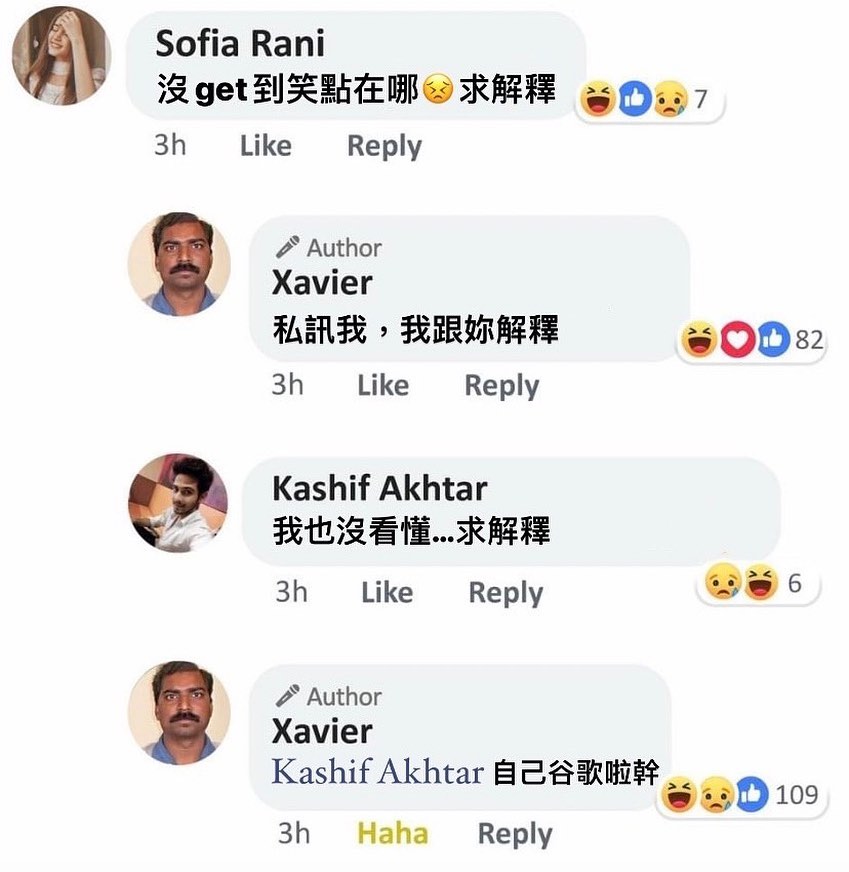 Sofia Rani
沒get到笑點在哪😣求解釋
7
3h Like Reply
Author
Xavier
私訊我，我跟妳解釋
82
3h Like Reply
Kashif Akhtar
我也沒看懂...求解釋
6
3h Like Reply
Author
Xavier
Kashif Akhtar 自己谷歌啦幹
109
3h Haha Reply